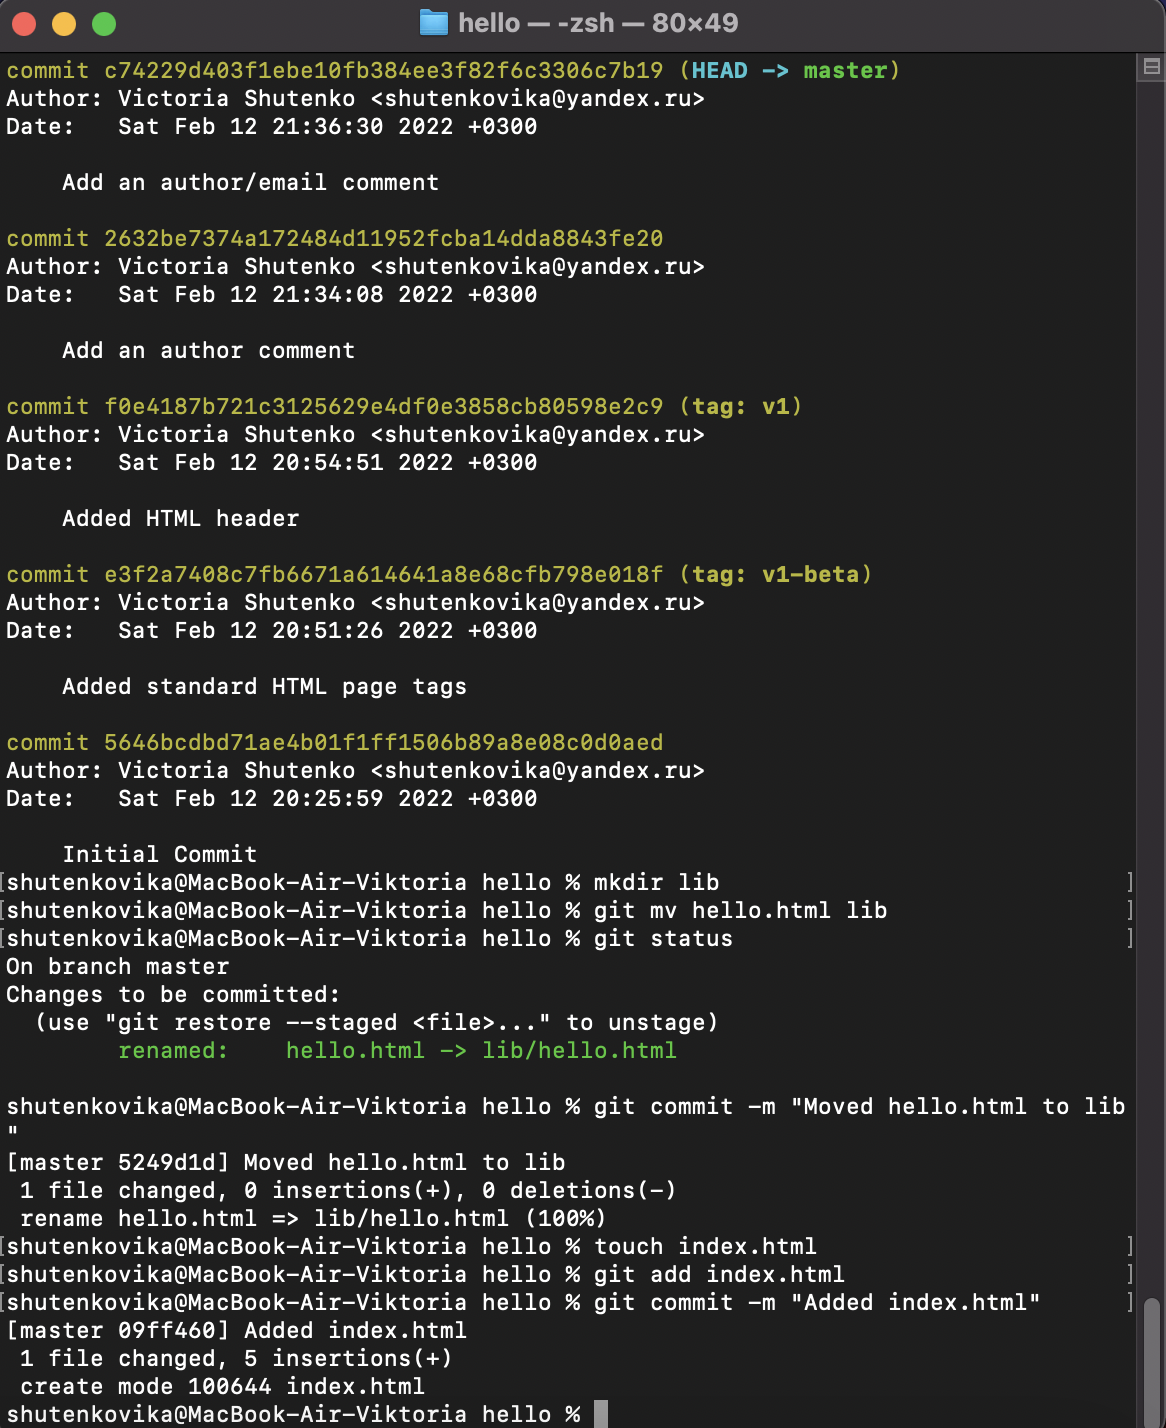 hello — -zsh — 80×49
commit c74229d403f1ebe10fb384ee3f82f6c3306c7b19 (HEAD -> master)
Author: Victoria Shutenko <shutenkovika@yandex.ru>
Date:   Sat Feb 12 21:36:30 2022 +0300

    Add an author/email comment

commit 2632be7374a172484d11952fcba14dda8843fe20
Author: Victoria Shutenko <shutenkovika@yandex.ru>
Date:   Sat Feb 12 21:34:08 2022 +0300

    Add an author comment

commit f0e4187b721c3125629e4df0e3858cb80598e2c9 (tag: v1)
Author: Victoria Shutenko <shutenkovika@yandex.ru>
Date:   Sat Feb 12 20:54:51 2022 +0300

    Added HTML header

commit e3f2a7408c7fb6671a614641a8e68cfb798e018f (tag: v1-beta)
Author: Victoria Shutenko <shutenkovika@yandex.ru>
Date:   Sat Feb 12 20:51:26 2022 +0300

    Added standard HTML page tags

commit 5646bcdbd71ae4b01f1ff1506b89a8e08c0d0aed
Author: Victoria Shutenko <shutenkovika@yandex.ru>
Date:   Sat Feb 12 20:25:59 2022 +0300

    Initial Commit
[shutenkovika@MacBook-Air-Viktoria hello % mkdir lib ]
[shutenkovika@MacBook-Air-Viktoria hello % git mv hello.html lib ]
[shutenkovika@MacBook-Air-Viktoria hello % git status ]
On branch master
Changes to be committed:
  (use "git restore --staged <file>..." to unstage)
        renamed:    hello.html -> lib/hello.html

shutenkovika@MacBook-Air-Viktoria hello % git commit -m "Moved hello.html to lib
"
[master 5249d1d] Moved hello.html to lib
 1 file changed, 0 insertions(+), 0 deletions(-)
 rename hello.html => lib/hello.html (100%)
[shutenkovika@MacBook-Air-Viktoria hello % touch index.html ]
[shutenkovika@MacBook-Air-Viktoria hello % git add index.html ]
[shutenkovika@MacBook-Air-Viktoria hello % git commit -m "Added index.html" ]
[master 09ff460] Added index.html
 1 file changed, 5 insertions(+)
 create mode 100644 index.html
shutenkovika@MacBook-Air-Viktoria hello %